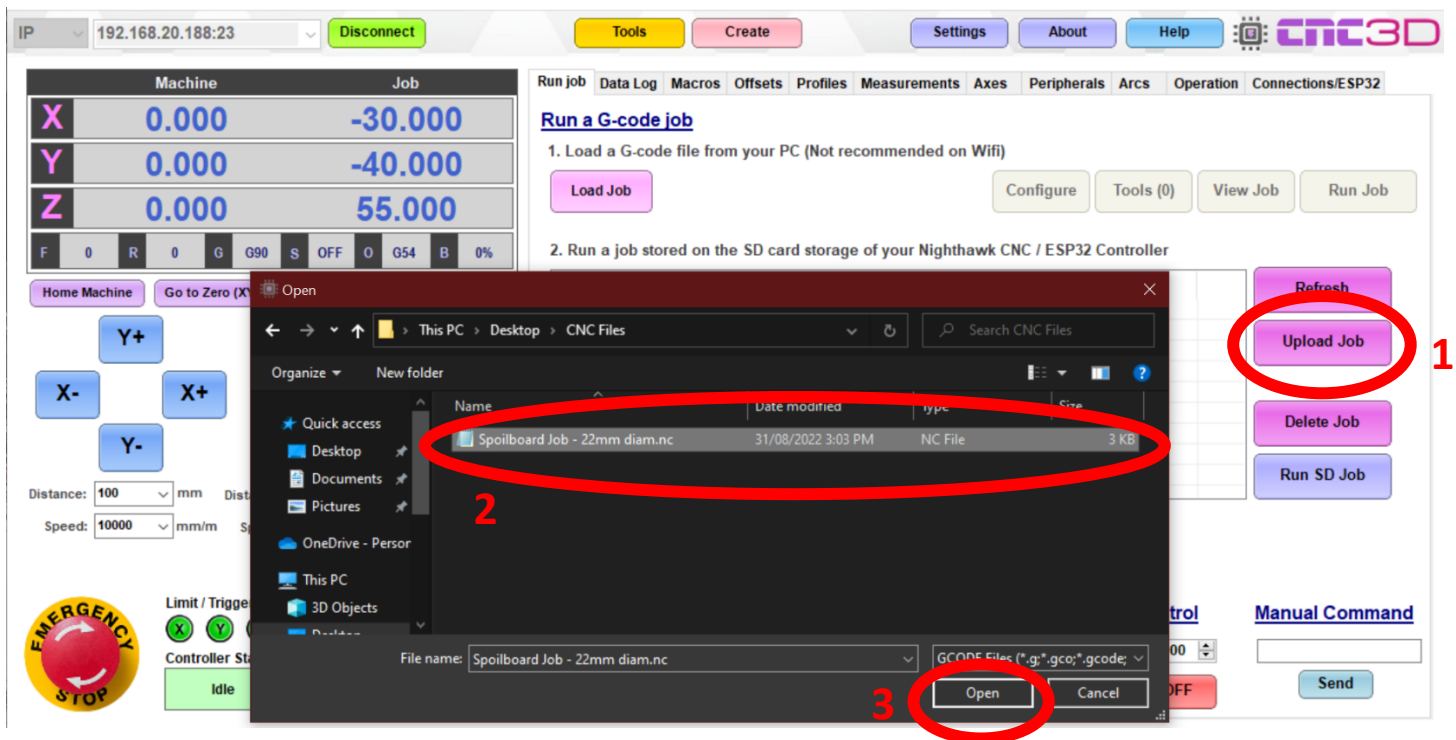 IP 192.168.20.188:23 Disconnect Tools Create Settings About Help CNC3D
Machine Job
X 0.000 -30.000
Y 0.000 -40.000
Z 0.000 55.000
F 0 R 0 G G90 S OFF O G54 B 0%
Home Machine Go to Zero (XY
Y+
X- X+
Y-
Distance: 100 mm Dist
Speed: 10000 mm/m
EMERGENCY
STOP
Limit / Trigge
X Y
Controller Sta
Idle
Run job Data Log Macros Offsets Profiles Measurements Axes Peripherals Arcs Operation Connections/ESP32
Run a G-code job
1. Load a G-code file from your PC (Not recommended on Wifi)
Load Job Configure Tools (0) View Job Run Job
2. Run a job stored on the SD card storage of your Nighthawk CNC / ESP32 Controller
Refresh
Upload Job 1
Delete Job
Run SD Job
Open
This PC > Desktop > CNC Files Search CNC Files
Organize New folder
Name Date modified Type Size
Quick access
Desktop
Documents
Pictures
OneDrive - Person
This PC
3D Objects
Desktop
Spoilboard Job - 22mm diam.nc 31/08/2022 3:03 PM NC File 3 KB
2
File name: Spoilboard Job - 22mm diam.nc GCODE Files (*.g;*.gco;*.gcode;
3 Open Cancel
trol
00
OFF
Manual Command
Send